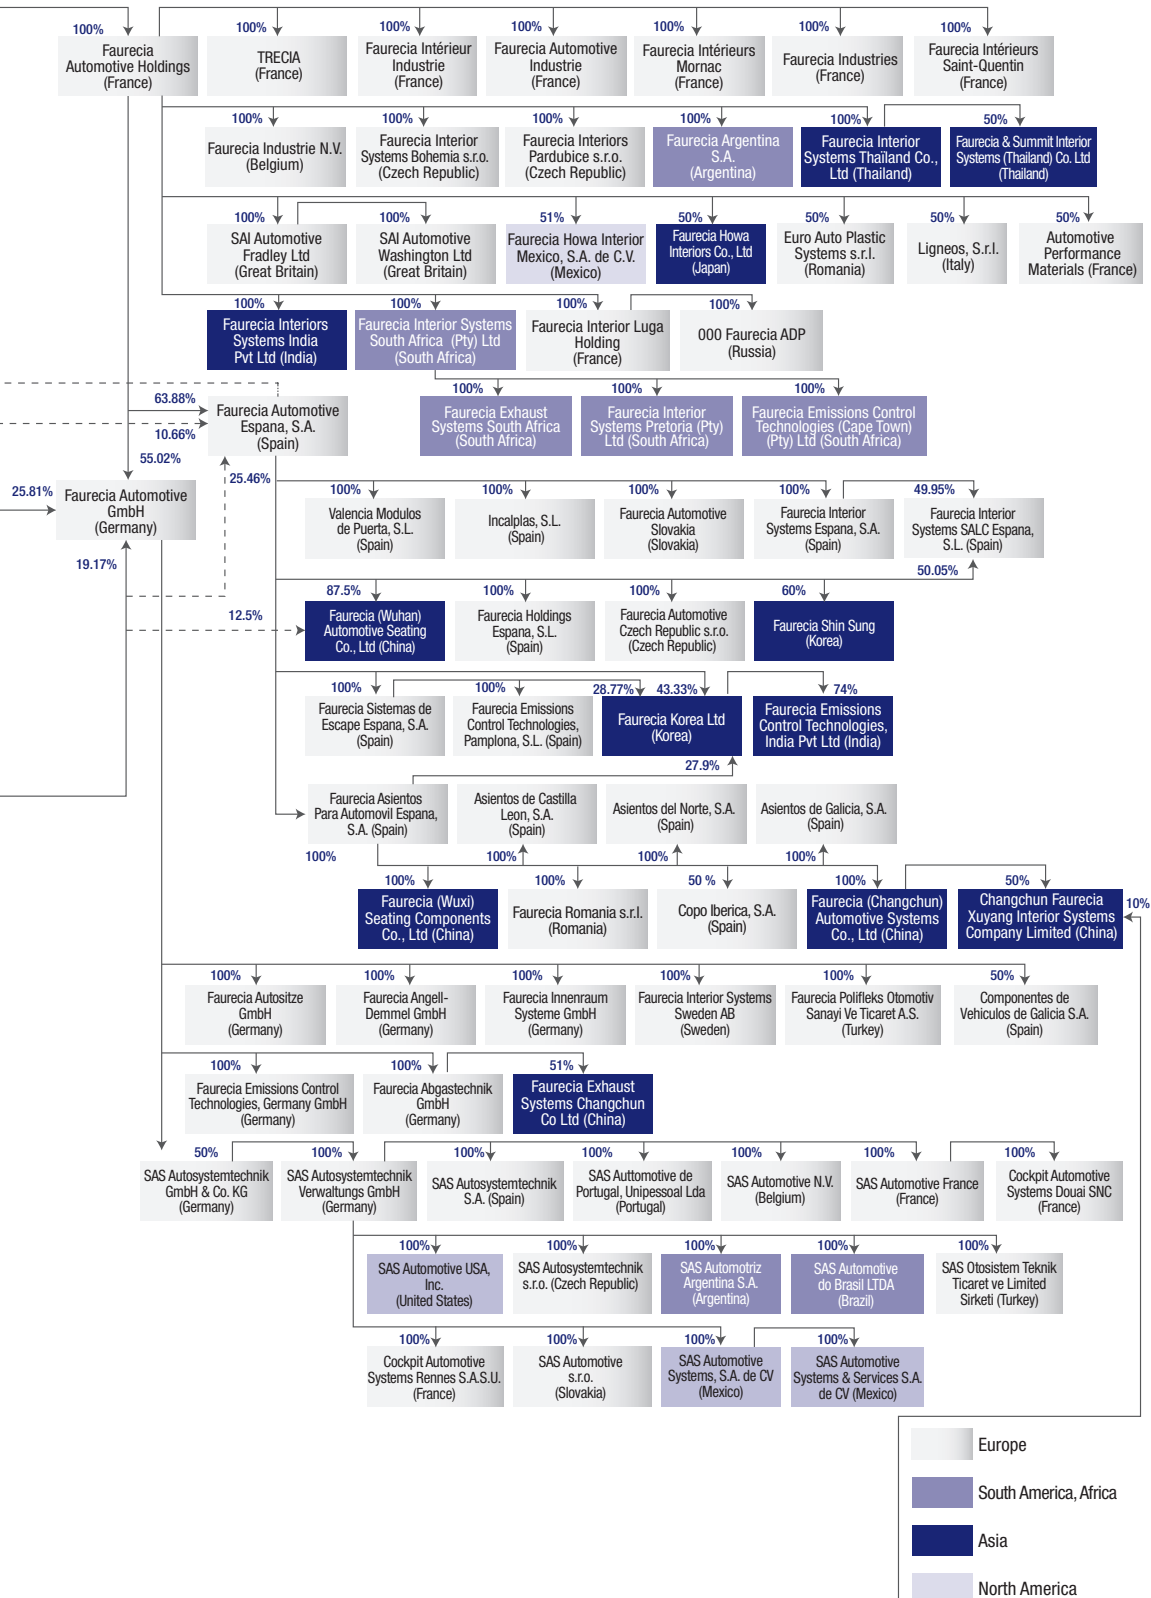 100%
Faurecia
Automotive Holdings
(France)
100%
TRECIA
(France)
100%
Faurecia Intérieur
Industrie
(France)
100%
Faurecia Automotive
Industrie
(France)
100%
Faurecia Intérieurs
Mornac
(France)
100%
Faurecia Industries
(France)
100%
Faurecia Intérieurs
Saint-Quentin
(France)
100%
Faurecia Industrie N.V.
(Belgium)
100%
Faurecia Interior
Systems Bohemia s.r.o.
(Czech Republic)
100%
Faurecia Interiors
Pardubice s.r.o.
(Czech Republic)
100%
Faurecia Argentina
S.A.
(Argentina)
100%
Faurecia Interior
Systems Thaïland Co.,
Ltd (Thailand)
50%
Faurecia & Summit Interior
Systems (Thailand) Co. Ltd
(Thailand)
100%
SAI Automotive
Fradley Ltd
(Great Britain)
100%
SAI Automotive
Washington Ltd
(Great Britain)
51%
Faurecia Howa Interior
Mexico, S.A. de C.V.
(Mexico)
50%
Faurecia Howa
Interiors Co., Ltd
(Japan)
50%
Euro Auto Plastic
Systems s.r.l.
(Romania)
50%
Ligneos, S.r.l.
(Italy)
50%
Automotive
Performance
Materials (France)
100%
Faurecia Interiors
Systems India
Pvt Ltd (India)
100%
Faurecia Interior Systems
South Africa (Pty) Ltd
(South Africa)
100%
Faurecia Interior Luga
Holding
(France)
100%
OOO Faurecia ADP
(Russia)
100%
Faurecia Exhaust
Systems South Africa
(South Africa)
100%
Faurecia Interior
Systems Pretoria (Pty)
Ltd (South Africa)
100%
Faurecia Emissions Control
Technologies (Cape Town)
(Pty) Ltd (South Africa)
63.88%
10.66%
Faurecia Automotive
Espana, S.A.
(Spain)
55.02%
25.46%
25.81%
Faurecia Automotive
GmbH
(Germany)
19.17%
100%
Valencia Modulos
de Puerta, S.L.
(Spain)
100%
Incalplas, S.L.
(Spain)
100%
Faurecia Automotive
Slovakia
(Slovakia)
100%
Faurecia Interior
Systems Espana, S.A.
(Spain)
49.95%
Faurecia Interior
Systems SALC Espana,
S.L. (Spain)
50.05%
12.5%
87.5%
Faurecia (Wuhan)
Automotive Seating
Co., Ltd (China)
100%
Faurecia Holdings
Espana, S.L.
(Spain)
100%
Faurecia Automotive
Czech Republic s.r.o.
(Czech Republic)
60%
Faurecia Shin Sung
(Korea)
100%
Faurecia Sistemas de
Escape Espana, S.A.
(Spain)
100%
Faurecia Emissions
Control Technologies,
Pamplona, S.L. (Spain)
28.77%
43.33%
Faurecia Korea Ltd
(Korea)
74%
Faurecia Emissions
Control Technologies,
India Pvt Ltd (India)
27.9%
Faurecia Asientos
Para Automovil Espana,
S.A. (Spain)
Asientos de Castilla
Leon, S.A.
(Spain)
Asientos del Norte, S.A.
(Spain)
Asientos de Galicia, S.A.
(Spain)
100%
100%
100%
100%
100%
Faurecia (Wuxi)
Seating Components
Co., Ltd (China)
100%
Faurecia Romania s.r.l.
(Romania)
50 %
Copo Iberica, S.A.
(Spain)
100%
Faurecia (Changchun)
Automotive Systems
Co., Ltd (China)
50%
Changchun Faurecia
Xuyang Interior Systems
Company Limited (China)
10%
100%
Faurecia Autositze
GmbH
(Germany)
100%
Faurecia Angell-
Demmel GmbH
(Germany)
100%
Faurecia Innenraum
Systeme GmbH
(Germany)
100%
Faurecia Interior Systems
Sweden AB
(Sweden)
100%
Faurecia Polifleks Otomotiv
Sanayi Ve Ticaret A.S.
(Turkey)
50%
Componentes de
Vehiculos de Galicia S.A.
(Spain)
100%
Faurecia Emissions Control
Technologies, Germany GmbH
(Germany)
100%
Faurecia Abgastechnik
GmbH
(Germany)
51%
Faurecia Exhaust
Systems Changchun
Co Ltd (China)
50%
SAS Autosystemtechnik
GmbH & Co. KG
(Germany)
100%
SAS Autosystemtechnik
Verwaltungs GmbH
(Germany)
100%
SAS Autosystemtechnik
S.A. (Spain)
100%
SAS Auttomotive de
Portugal, Unipessoal Lda
(Portugal)
100%
SAS Automotive N.V.
(Belgium)
100%
SAS Automotive France
(France)
100%
Cockpit Automotive
Systems Douai SNC
(France)
100%
SAS Automotive USA,
Inc.
(United States)
100%
SAS Autosystemtechnik
s.r.o. (Czech Republic)
100%
SAS Automotriz
Argentina S.A.
(Argentina)
100%
SAS Automotive
do Brasil LTDA
(Brazil)
100%
SAS Otosistem Teknik
Ticaret ve Limited
Sirketi (Turkey)
100%
Cockpit Automotive
Systems Rennes S.A.S.U.
(France)
100%
SAS Automotive
s.r.o.
(Slovakia)
100%
SAS Automotive
Systems, S.A. de CV
(Mexico)
100%
SAS Automotive
Systems & Services S.A.
de CV (Mexico)
Europe
South America, Africa
Asia
North America